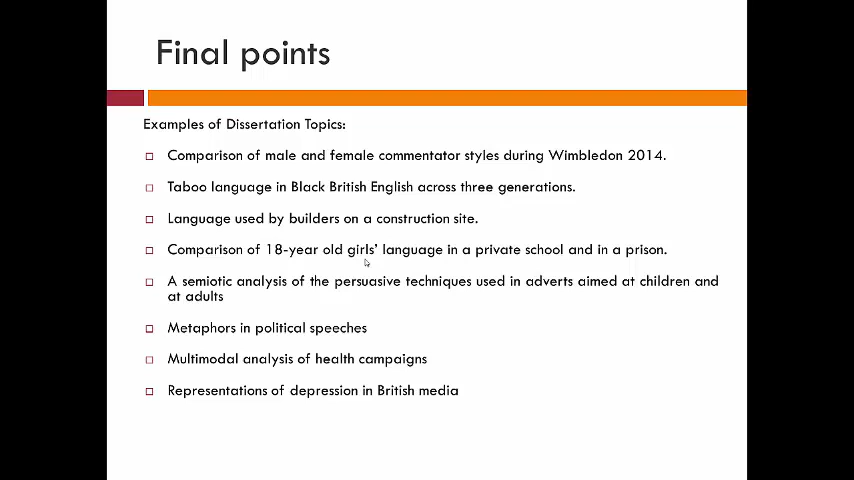 Final points
Examples of Dissertation Topics:
Comparison of male and female commentator styles during Wimbledon 2014.
Taboo language in Black British English across three generations.
Language used by builders on a construction site.
Comparison of 18-year old girls' language in a private school and in a prison.
A semiotic analysis of the persuasive techniques used in adverts aimed at children and
at adults
Metaphors in political speeches
Multimodal analysis of health campaigns
Representations of depression in British media